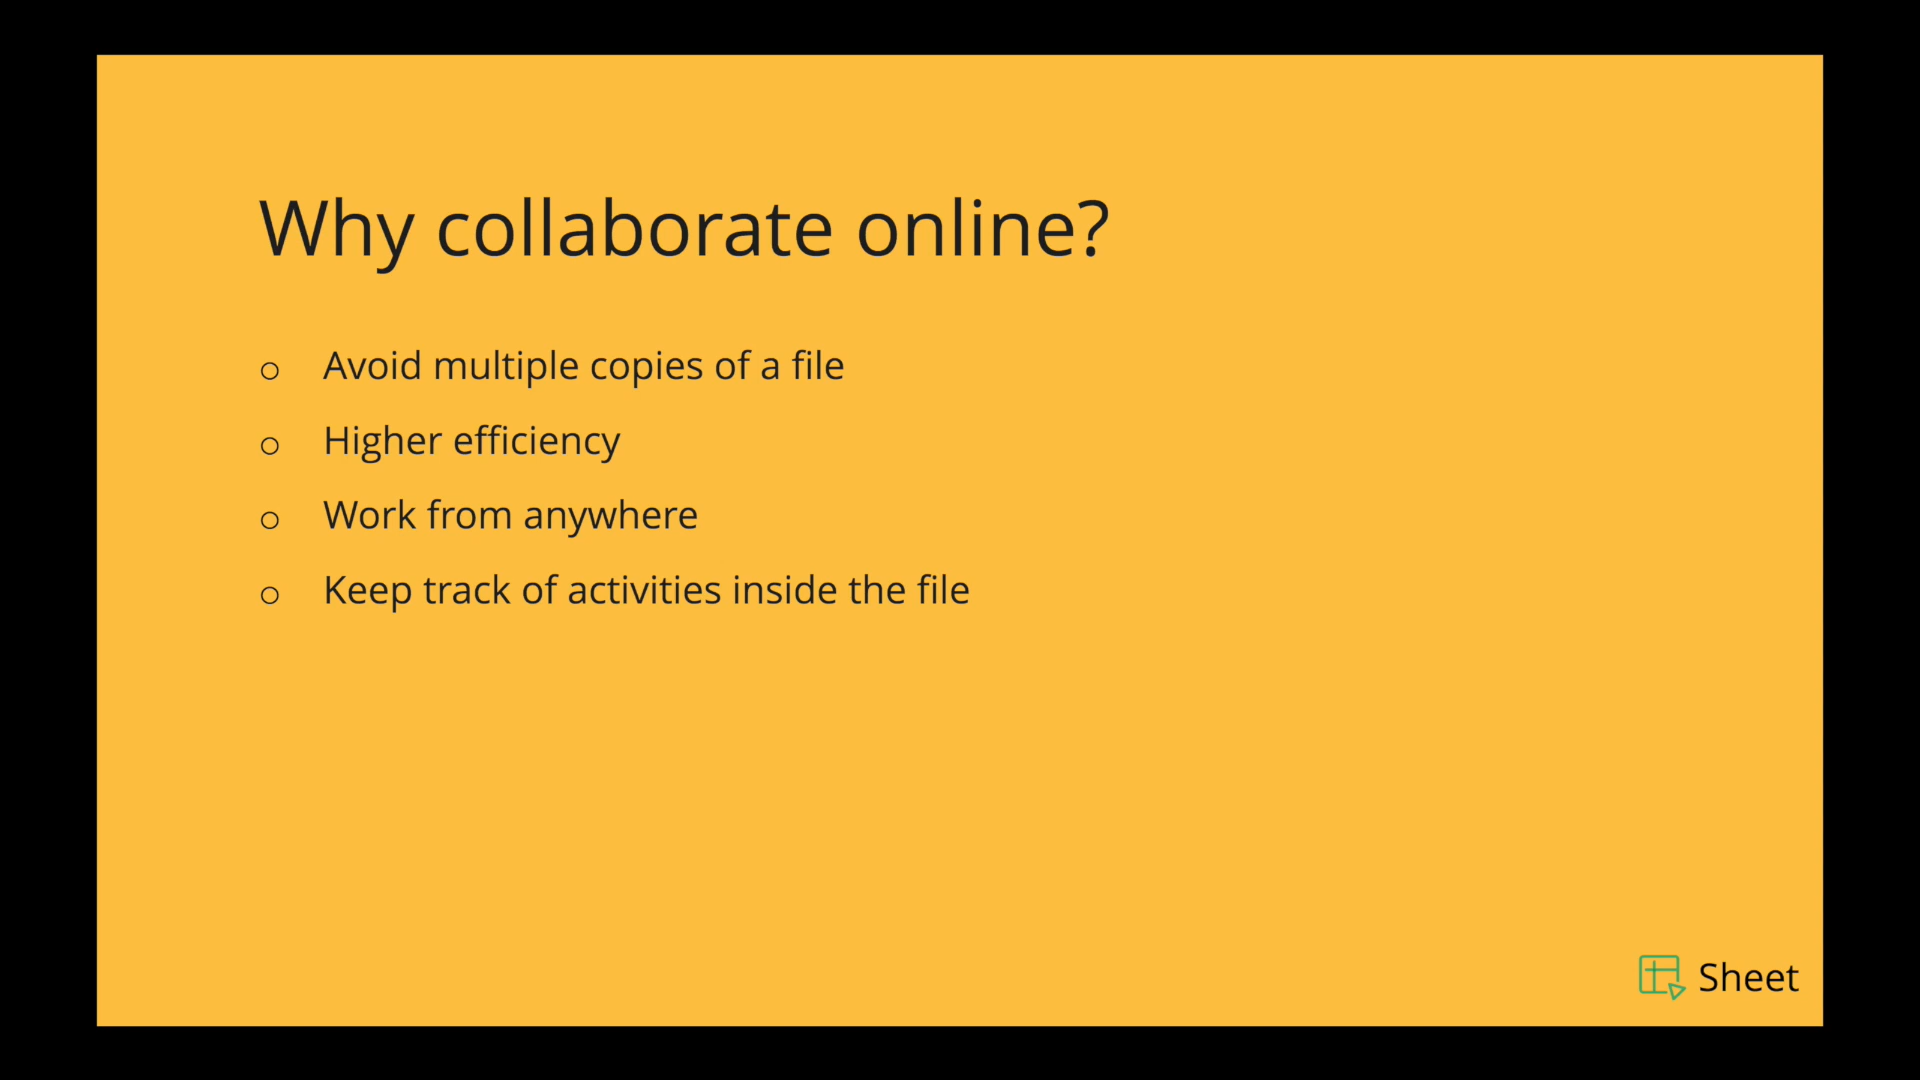 Why collaborate online?
Avoid multiple copies of a file
Higher efficiency
Work from anywhere
Keep track of activities inside the file
Sheet